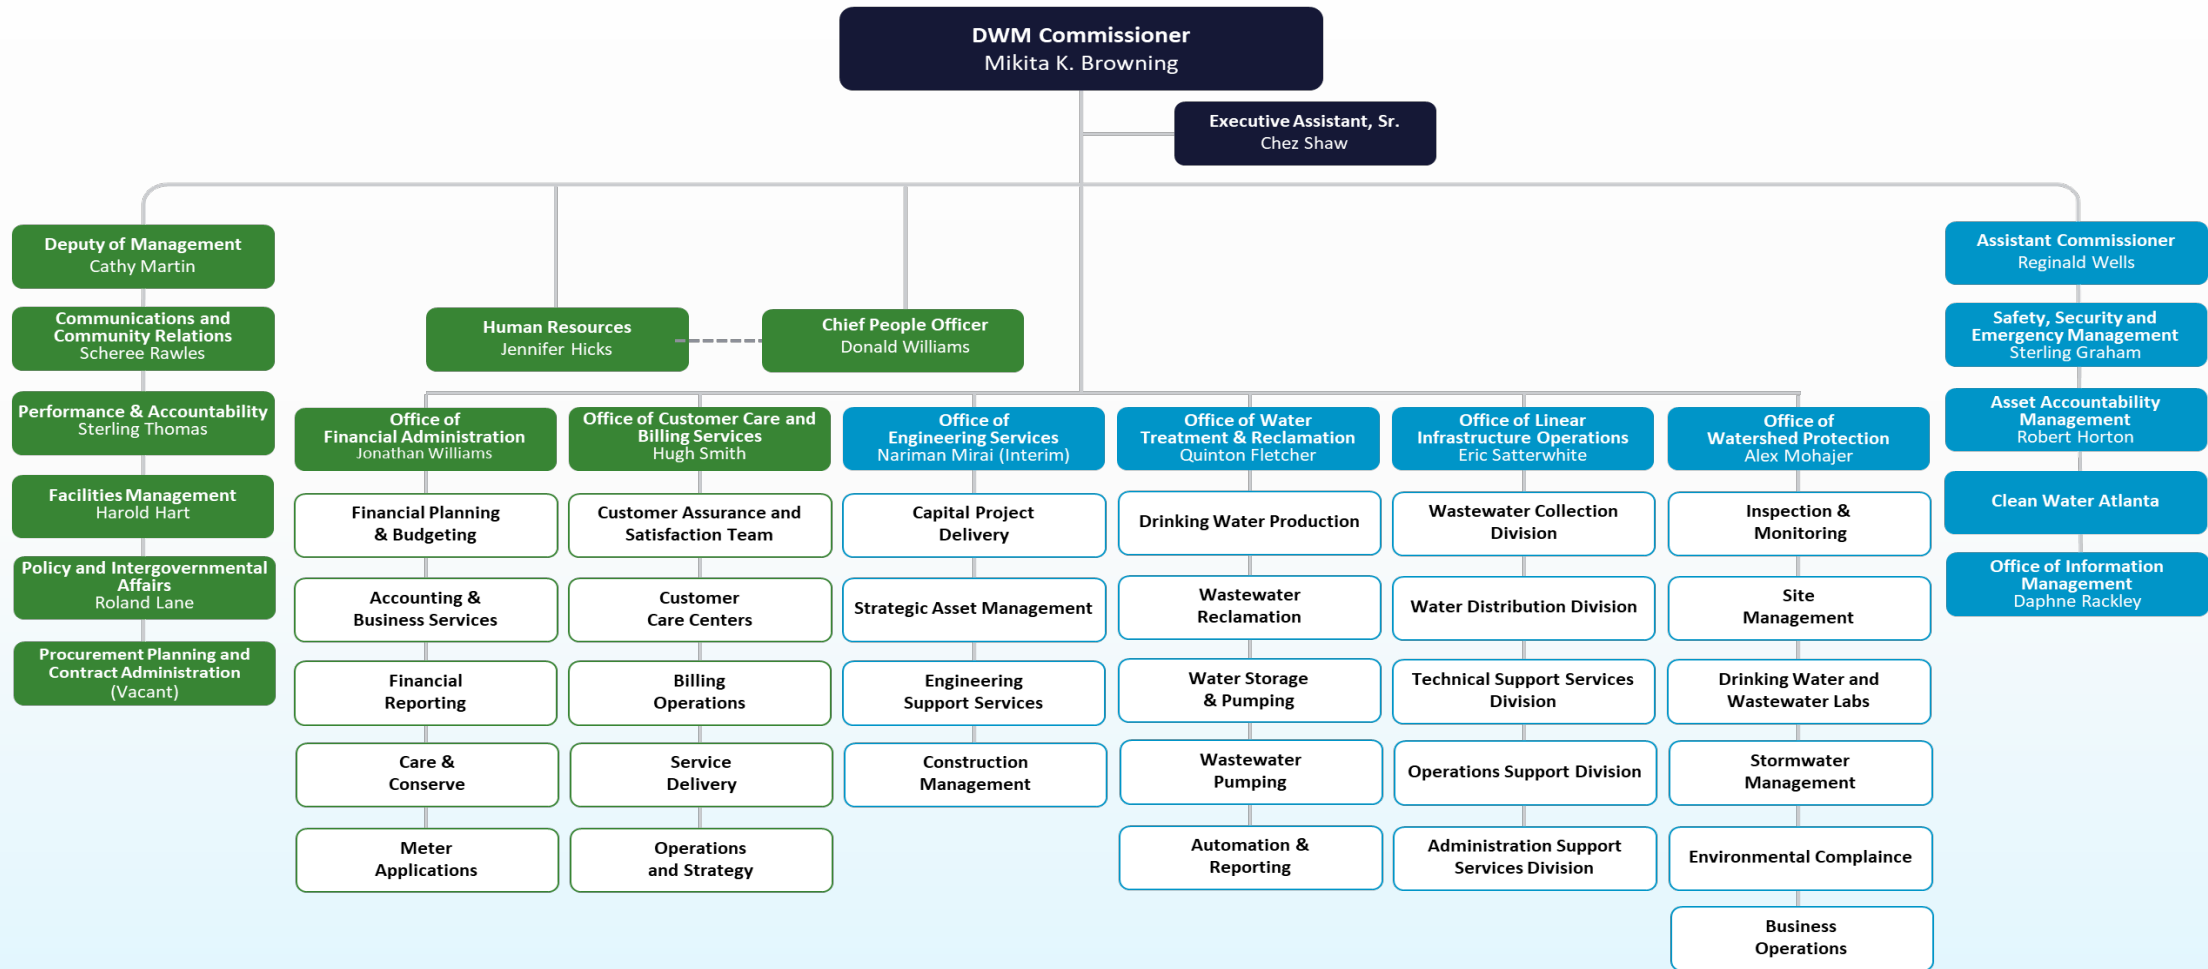 DWM Commissioner
Mikita K. Browning
Executive Assistant, Sr.
Chez Shaw
Deputy of Management
Cathy Martin
Communications and
Community Relations
Scheree Rawles
Performance & Accountability
Sterling Thomas
Facilities Management
Harold Hart
Policy and Intergovernmental
Affairs
Roland Lane
Procurement Planning and
Contract Administration
(Vacant)
Human Resources
Jennifer Hicks
Chief People Officer
Donald Williams
Office of
Financial Administration
Jonathan Williams
Financial Planning
& Budgeting
Accounting &
Business Services
Financial
Reporting
Care &
Conserve
Meter
Applications
Office of Customer Care and
Billing Services
Hugh Smith
Customer Assurance and
Satisfaction Team
Customer
Care Centers
Billing
Operations
Service
Delivery
Operations
and Strategy
Office of
Engineering Services
Nariman Mirai (Interim)
Capital Project
Delivery
Strategic Asset Management
Engineering
Support Services
Construction
Management
Office of Water
Treatment & Reclamation
Quinton Fletcher
Drinking Water Production
Wastewater
Reclamation
Water Storage
& Pumping
Wastewater
Pumping
Automation &
Reporting
Office of Linear
Infrastructure Operations
Eric Satterwhite
Wastewater Collection
Division
Water Distribution Division
Technical Support Services
Division
Operations Support Division
Administration Support
Services Division
Office of
Watershed Protection
Alex Mohajer
Inspection &
Monitoring
Site
Management
Drinking Water and
Wastewater Labs
Stormwater
Management
Environmental Complaince
Business
Operations
Assistant Commissioner
Reginald Wells
Safety, Security and
Emergency Management
Sterling Graham
Asset Accountability
Management
Robert Horton
Clean Water Atlanta
Office of Information
Management
Daphne Rackley